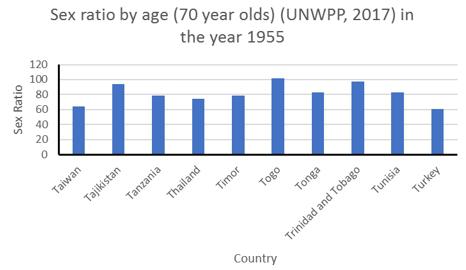 Sex ratio by age (70 year olds) (UNWPP, 2017) in
the year 1955
120
100
80
60
40
20
0
Sex Ratio
Taiwan
Tajikistan
Tanzania
Thailand
Timor
Togo
Tonga
Trinidad and Tobago
Tunisia
Turkey
Country